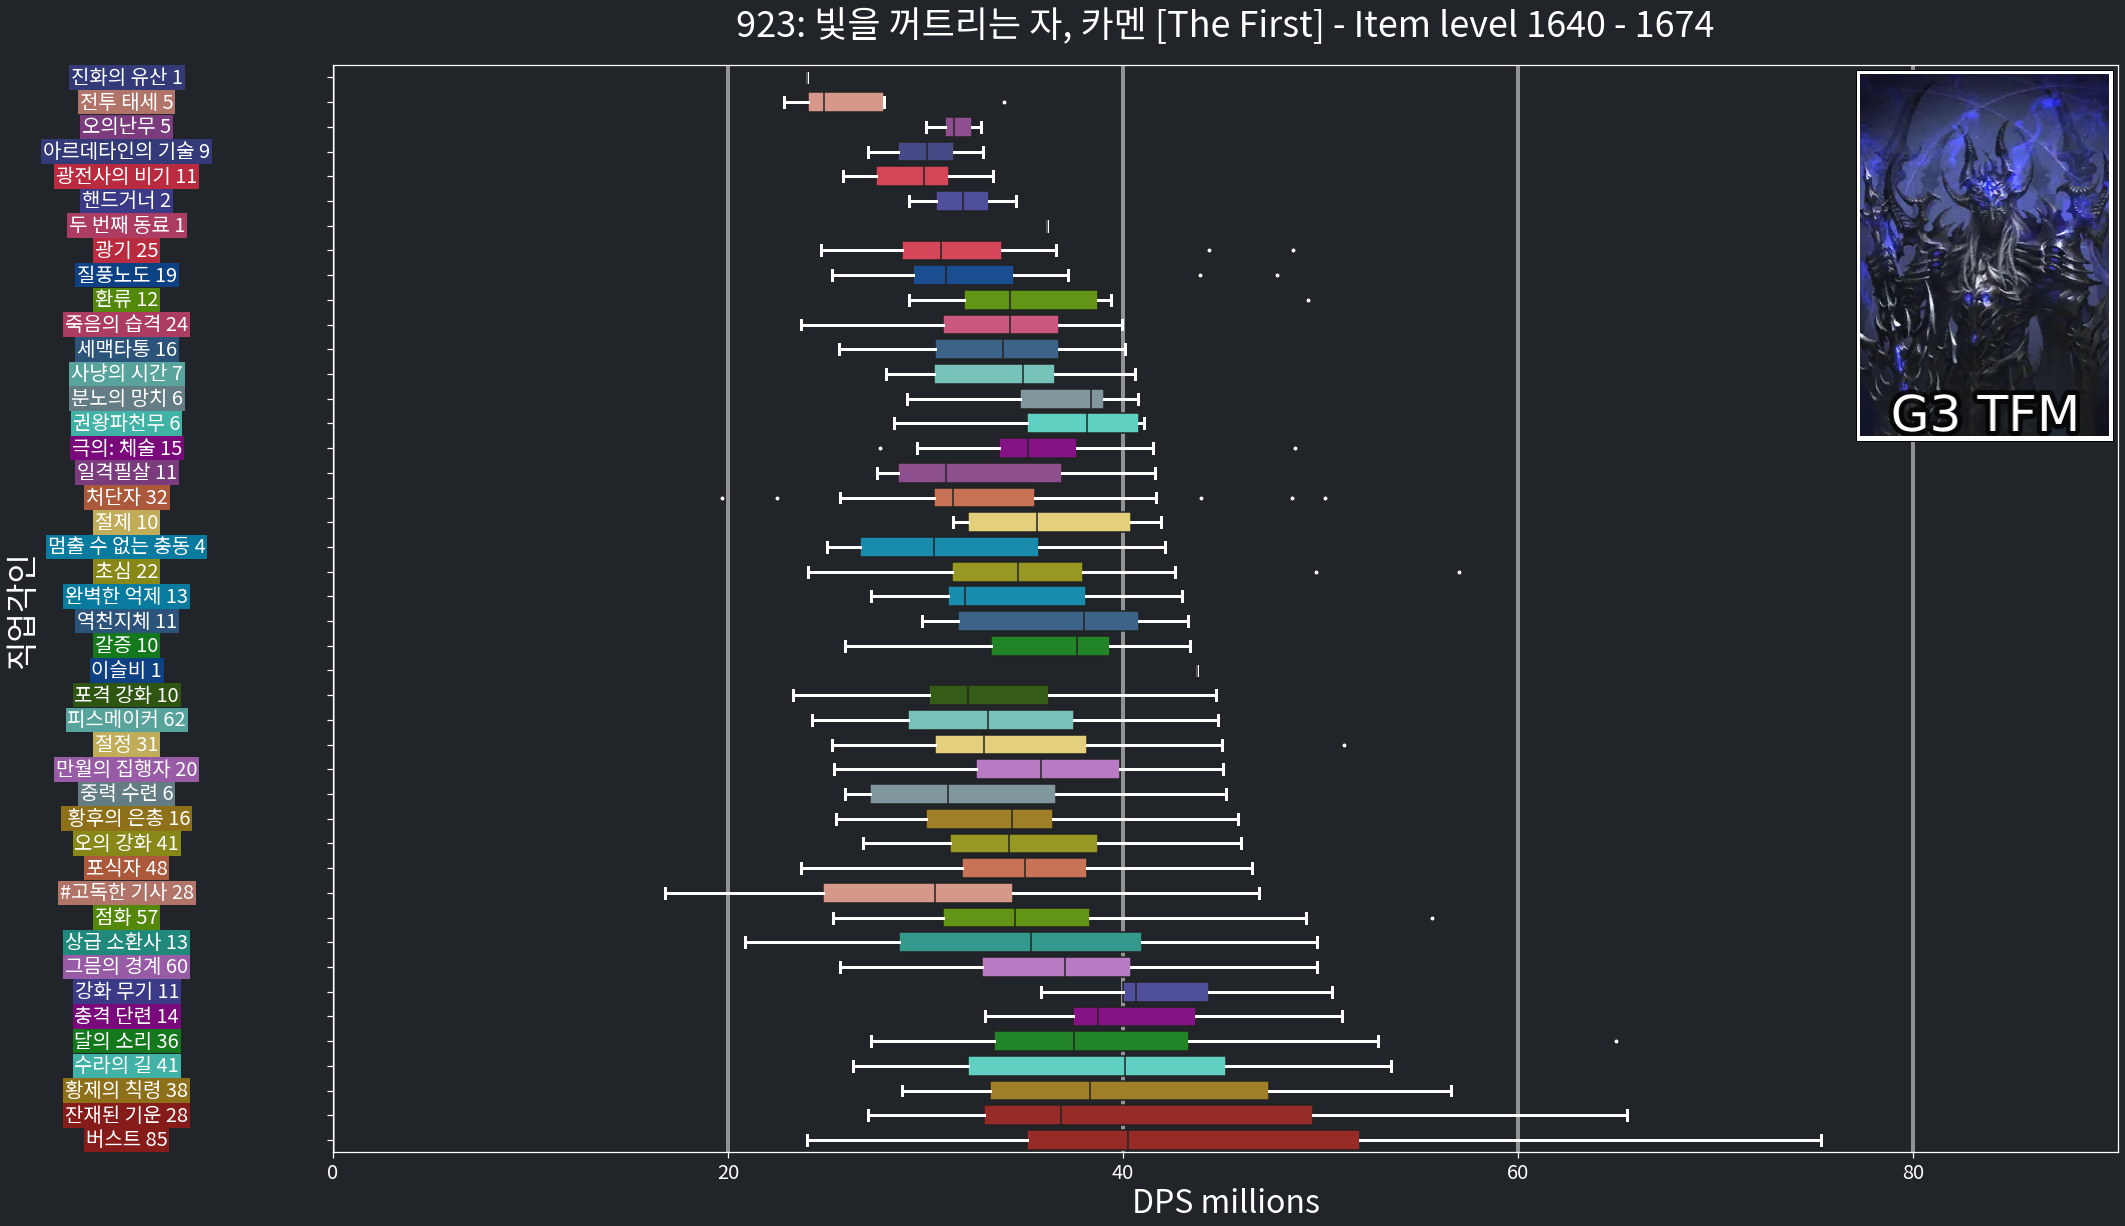 923: 빛을 꺼트리는 자, 카멘 [The First] - Item level 1640 - 1674
진화의 유산 1
전투 태세 5
오의난무 5
아르데타인의 기술 9
광전사의 비기 11
핸드거너 2
두 번째 동료 1
광기 25
질풍노도 19
환류 12
죽음의 습격 24
세맥타통 16
사냥의 시간 7
분노의 망치 6
권왕파천무 6
극의: 체술 15
일격필살 11
처단자 32
절제 10
멈출 수 없는 충동 4
초심 22
완벽한 억제 13
역천지체 11
갈증 10
이슬비 1
포격 강화 10
피스메이커 62
절정 31
만월의 집행자 20
중력 수련 6
황후의 은총 16
오의 강화 41
포식자 48
#고독한 기사 28
점화 57
상급 소환사 13
그믐의 경계 60
강화 무기 11
충격 단련 14
달의 소리 36
수라의 길 41
황제의 칙령 38
잔재된 기운 28
버스트 85
직업각인
G3 TFM
0 20 40 60 80
DPS millions